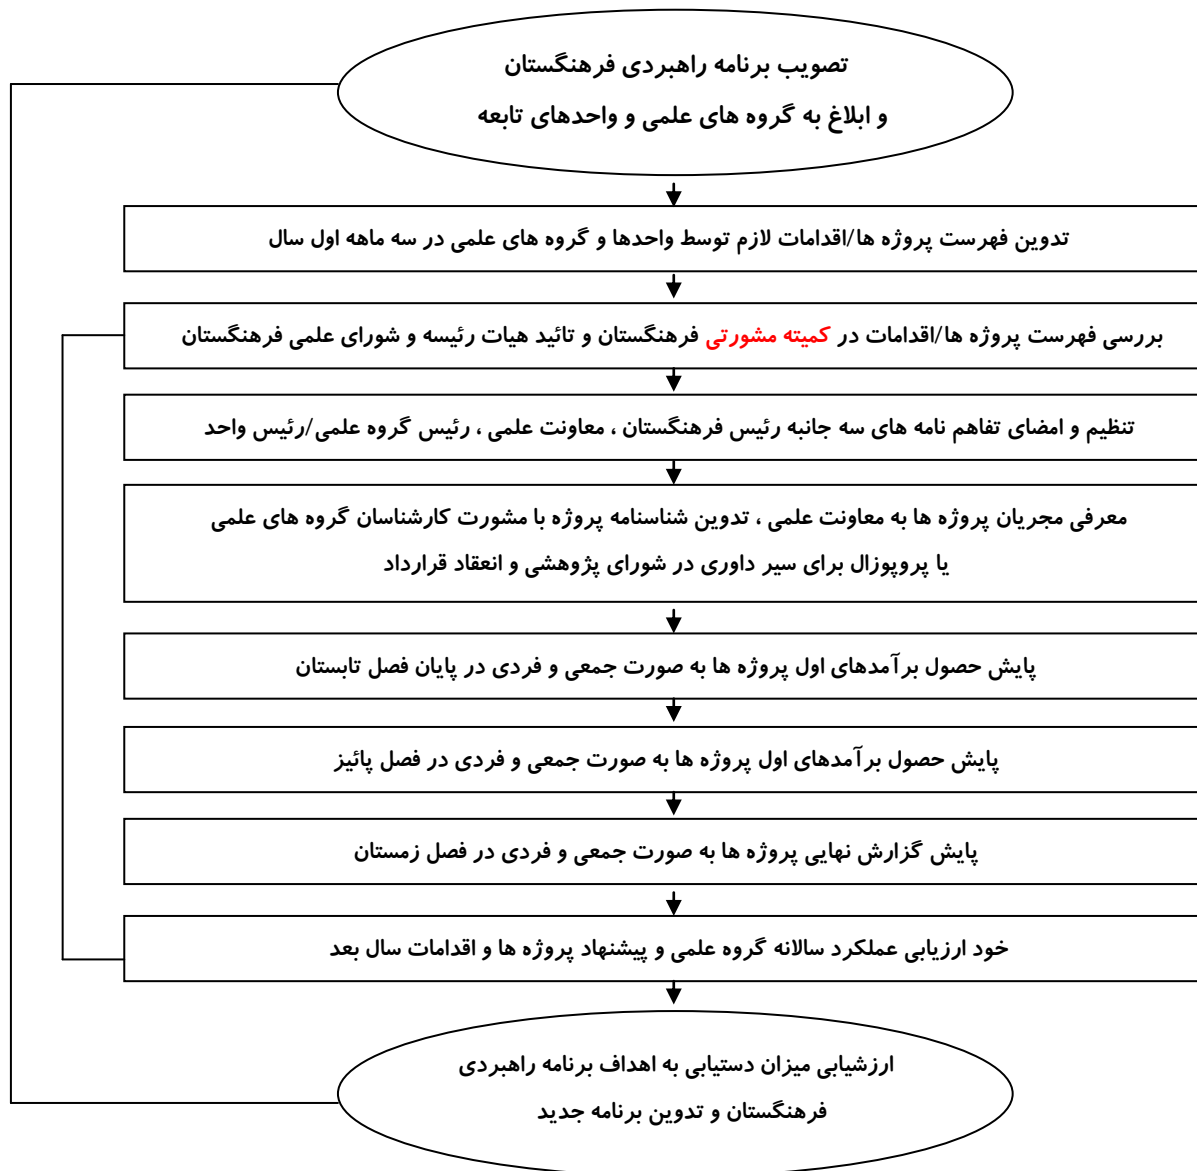 تصویب برنامه راهبردی فرهنگستان
و ابلاغ به گروه های علمی و واحدهای تابعه
تدوین فهرست پروژه ها/اقدامات لازم توسط واحدها و گروه های علمی در سه ماهه اول سال
بررسی فهرست پروژه ها/اقدامات در کمیته مشورتی فرهنگستان و تائید هیات رئیسه و شورای علمی فرهنگستان
تنظیم و امضای تفاهم نامه های سه جانبه رئیس فرهنگستان ، معاونت علمی ، رئیس گروه علمی/رئیس واحد
معرفی مجریان پروژه ها به معاونت علمی ، تدوین شناسنامه پروژه با مشورت کارشناسان گروه های علمی
یا پروپوزال برای سیر داوری در شورای پژوهشی و انعقاد قرارداد
پایش حصول برآمدهای اول پروژه ها به صورت جمعی و فردی در پایان فصل تابستان
پایش حصول برآمدهای اول پروژه ها به صورت جمعی و فردی در فصل پائیز
پایش گزارش نهایی پروژه ها به صورت جمعی و فردی در فصل زمستان
خود ارزیابی عملکرد سالانه گروه علمی و پیشنهاد پروژه ها و اقدامات سال بعد
ارزشیابی میزان دستیابی به اهداف برنامه راهبردی
فرهنگستان و تدوین برنامه جدید